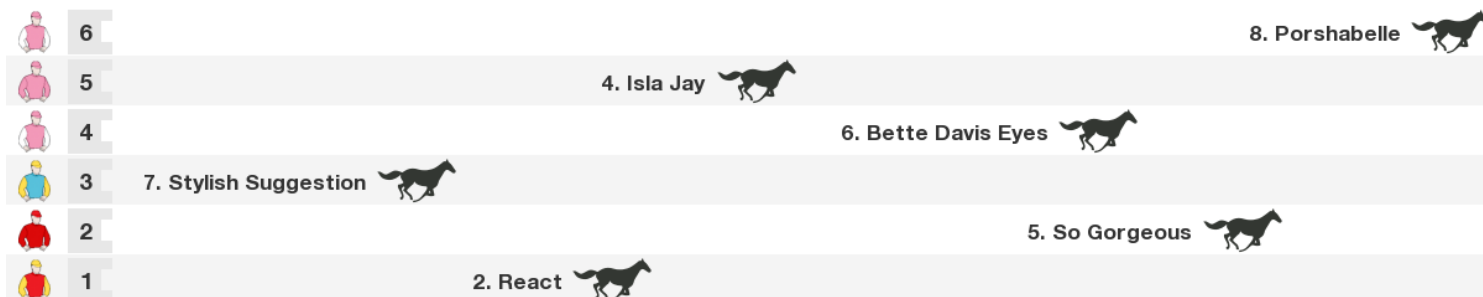 6 8. Porshabelle
5 4. Isla Jay
4 6. Bette Davis Eyes
3 7. Stylish Suggestion
2 5. So Gorgeous
1 2. React